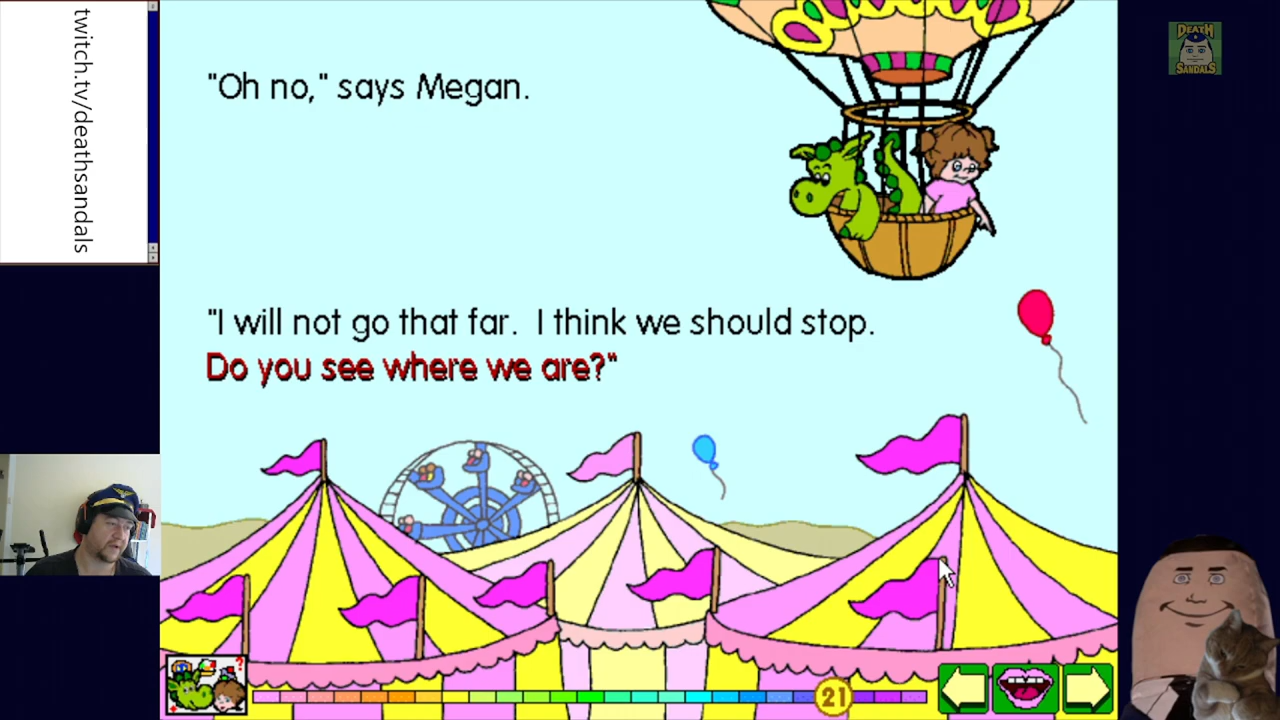 twitch.tv/deathsandals
DEATH
SANDALS
"Oh no," says Megan.
"I will not go that far. I think we should stop.
Do you see where we are?"
?
21